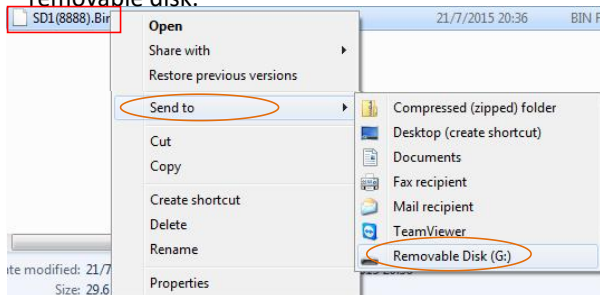 removable disk.
SD1(8888).Bin
21/7/2015 20:36
Open
Share with
Restore previous versions
Send to
Cut
Copy
Create shortcut
Delete
Rename
Properties
Compressed (zipped) folder
Desktop (create shortcut)
Documents
Fax recipient
Mail recipient
TeamViewer
Removable Disk (G:)
te modified: 21/7
Size: 29.6